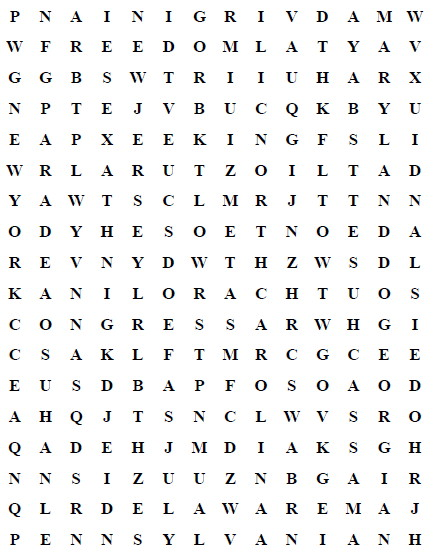 P N A I N I G R I V D A M W
W F R E E D O M L A T Y A V
G G B S W T R I I U H A R X
N P T E J V B U C Q K B Y U
E A P X E E K I N G F S L I
W R L A R U T Z O I L T A D
Y A W T S C L M R J T T N N
O D Y H E S O E T N O E D A
R E V N Y D W T H Z W S D L
K A N I L O R A C H T U O S
C O N G R E S S A R W H G I
C S A K L F T M R C G C E E
E U S D B A P F O S O A O D
A H Q J T S N C L W V S R O
Q A D E H J M D I A K S G H
N N S I Z U U Z N B G A I R
Q L R D E L A W A R E M A J
P E N N S Y L V A N I A N H